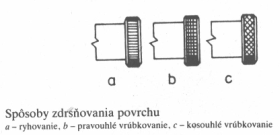 a b c
Spôsoby zdrsňovania povrchu
a – ryhovanie, b – pravouhlé vrúbkovanie, c – kosouhlé vrúbkovanie